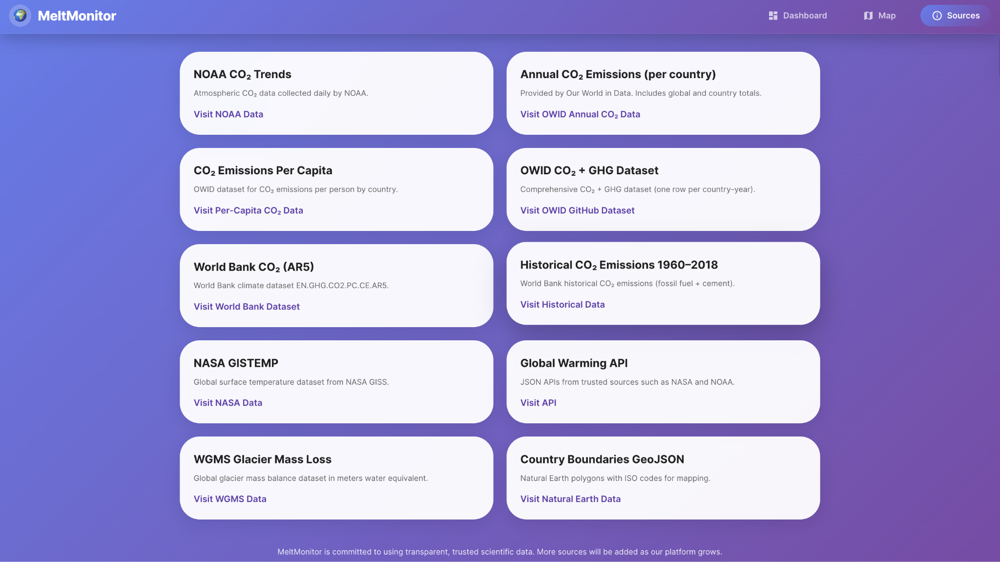 MeltMonitor
Dashboard
Map
Sources
NOAA CO₂ Trends
Atmospheric CO₂ data collected daily by NOAA.
Visit NOAA Data
Annual CO₂ Emissions (per country)
Provided by Our World in Data. Includes global and country totals.
Visit OWID Annual CO₂ Data
CO₂ Emissions Per Capita
OWID dataset for CO₂ emissions per person by country.
Visit Per-Capita CO₂ Data
OWID CO₂ + GHG Dataset
Comprehensive CO₂ + GHG dataset (one row per country-year).
Visit OWID GitHub Dataset
World Bank CO₂ (AR5)
World Bank climate dataset EN.GHG.CO2.PC.CE.AR5.
Visit World Bank Dataset
Historical CO₂ Emissions 1960–2018
World Bank historical CO₂ emissions (fossil fuel + cement).
Visit Historical Data
NASA GISTEMP
Global surface temperature dataset from NASA GISS.
Visit NASA Data
Global Warming API
JSON APIs from trusted sources such as NASA and NOAA.
Visit API
WGMS Glacier Mass Loss
Global glacier mass balance dataset in meters water equivalent.
Visit WGMS Data
Country Boundaries GeoJSON
Natural Earth polygons with ISO codes for mapping.
Visit Natural Earth Data
MeltMonitor is committed to using transparent, trusted scientific data. More sources will be added as our platform grows.